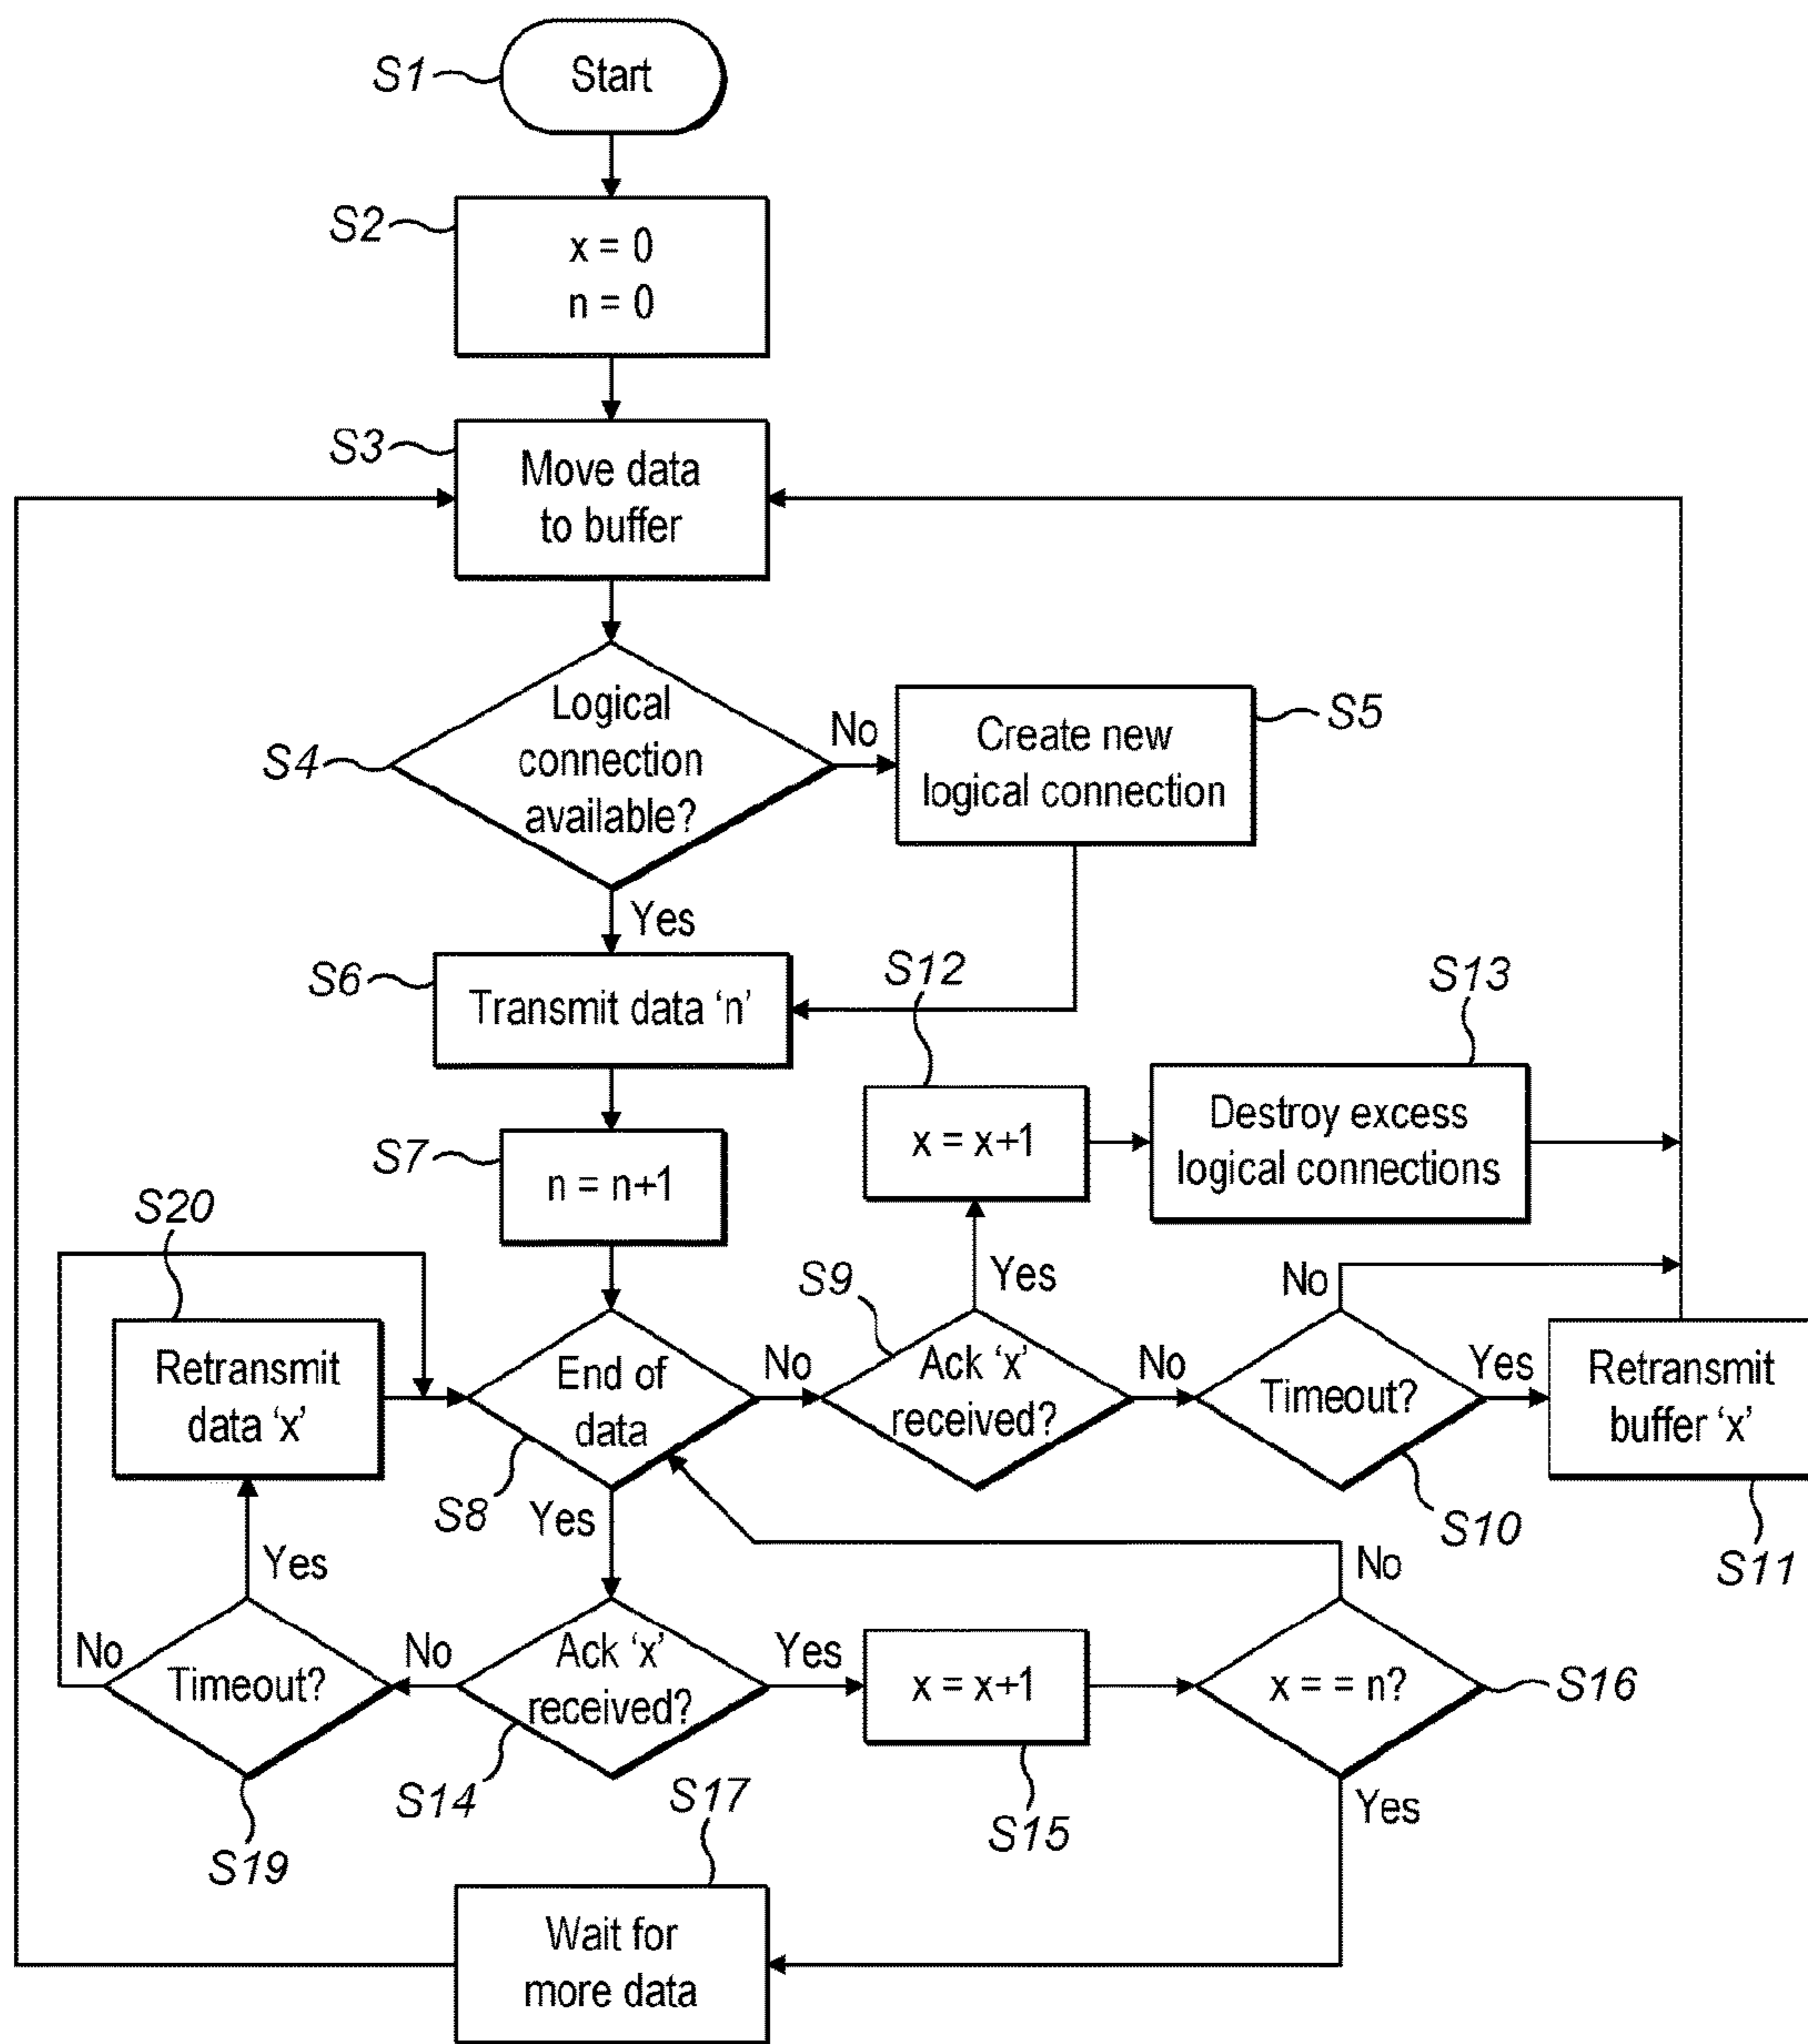 S1
Start
S2
x = 0
n = 0
S3
Move data
to buffer
S4
Logical
connection
available?
No
S5
Create new
logical connection
Yes
S6
Transmit data ‘n’
S12
S13
x = x+1
Destroy excess
logical connections
S7
n = n+1
S20
Retransmit
data ‘x’
End of
data
S8
No
S9
Ack ‘x’
received?
Yes
No
Timeout?
S10
No
Yes
Retransmit
buffer ‘x’
S11
Yes
Yes
No
Timeout?
S19
No
Ack ‘x’
received?
S14
Yes
x = x+1
S15
No
x = = n?
S16
Yes
S17
Wait for
more data